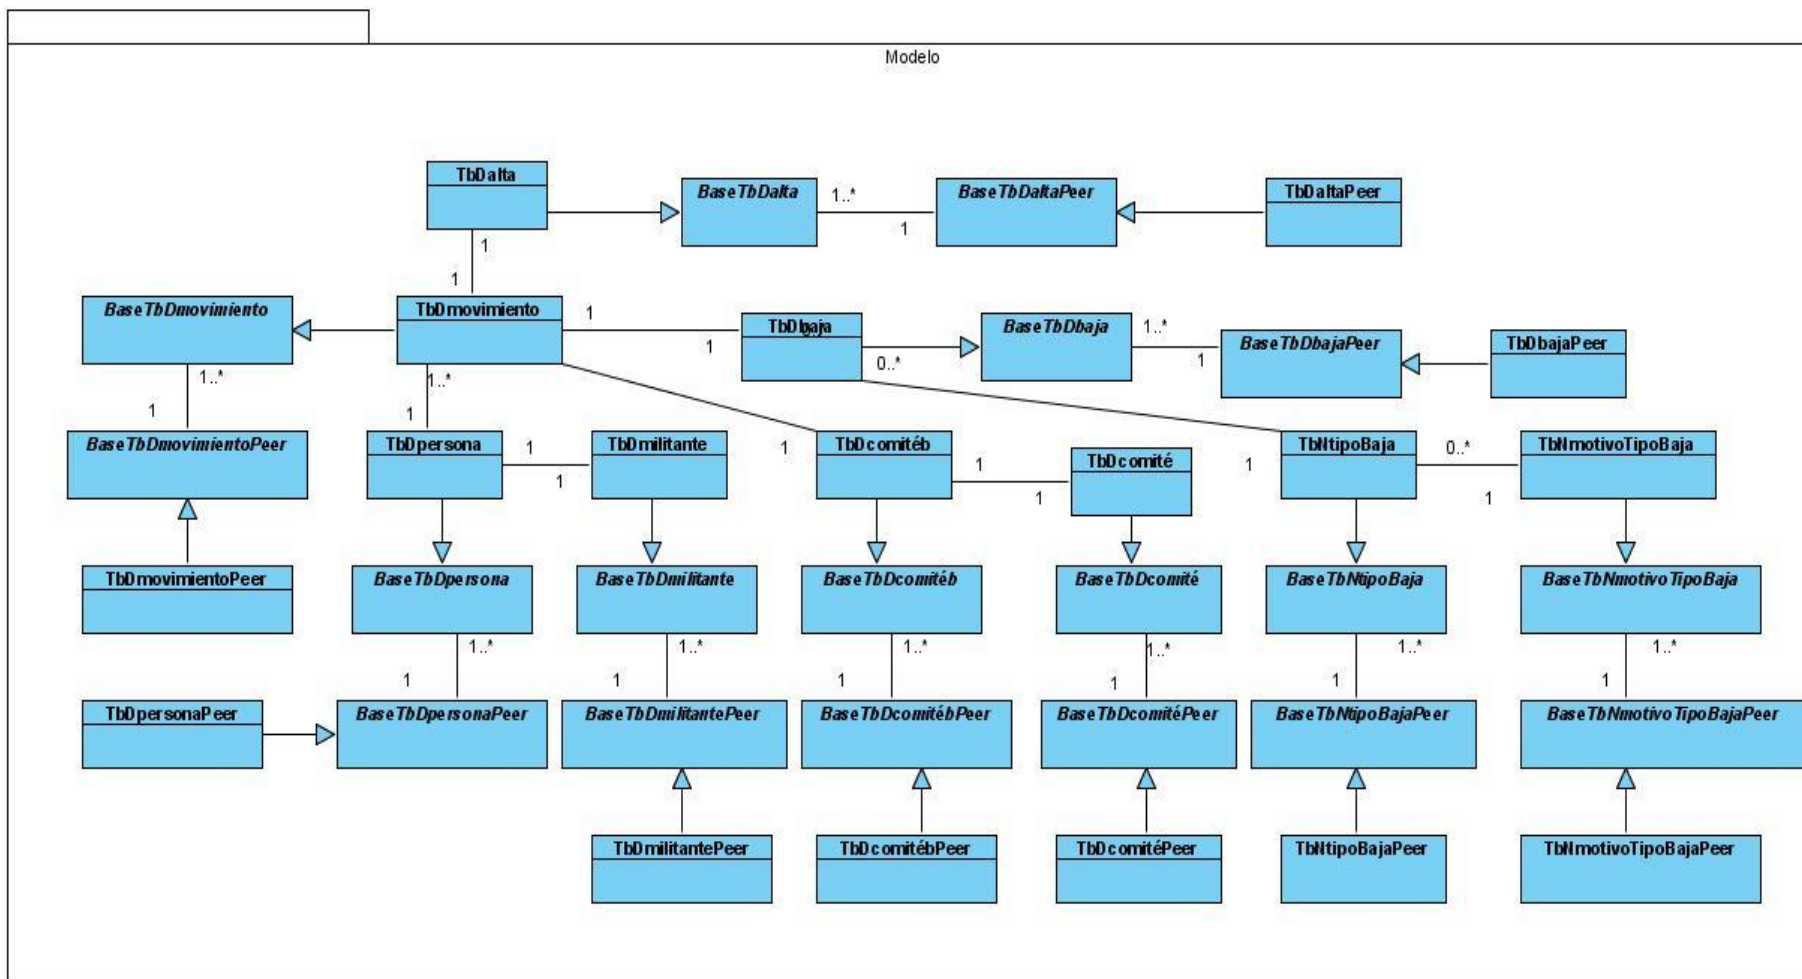 Modelo
TbDalta
BaseTbDalta
1..*
1
BaseTbDaltaPeer
TbDaltaPeer
1
1
BaseTbDmovimiento
TbDmovimiento
1
1
TbDbaja
0..*
BaseTbDbaja
1..*
1
BaseTbDbajaPeer
TbDbajaPeer
1..*
1
1..*
1
BaseTbDmovimientoPeer
TbDpersona
1
1
TbDmilitante
1
TbDcomitéb
1
1
TbDcomité
1
TbNtipoBaja
0..*
1
TbNmotivoTipoBaja
TbDmovimientoPeer
BaseTbDpersona
BaseTbDmilitante
BaseTbDcomitéb
BaseTbDcomité
BaseTbNtipoBaja
BaseTbNmotivoTipoBaja
1..*
1..*
1..*
1..*
1..*
1..*
1
1
1
1
1
1
TbDpersonaPeer
BaseTbDpersonaPeer
BaseTbDmilitantePeer
BaseTbDcomitébPeer
BaseTbDcomitéPeer
BaseTbNtipoBajaPeer
BaseTbNmotivoTipoBajaPeer
TbDmilitantePeer
TbDcomitébPeer
TbDcomitéPeer
TbNtipoBajaPeer
TbNmotivoTipoBajaPeer